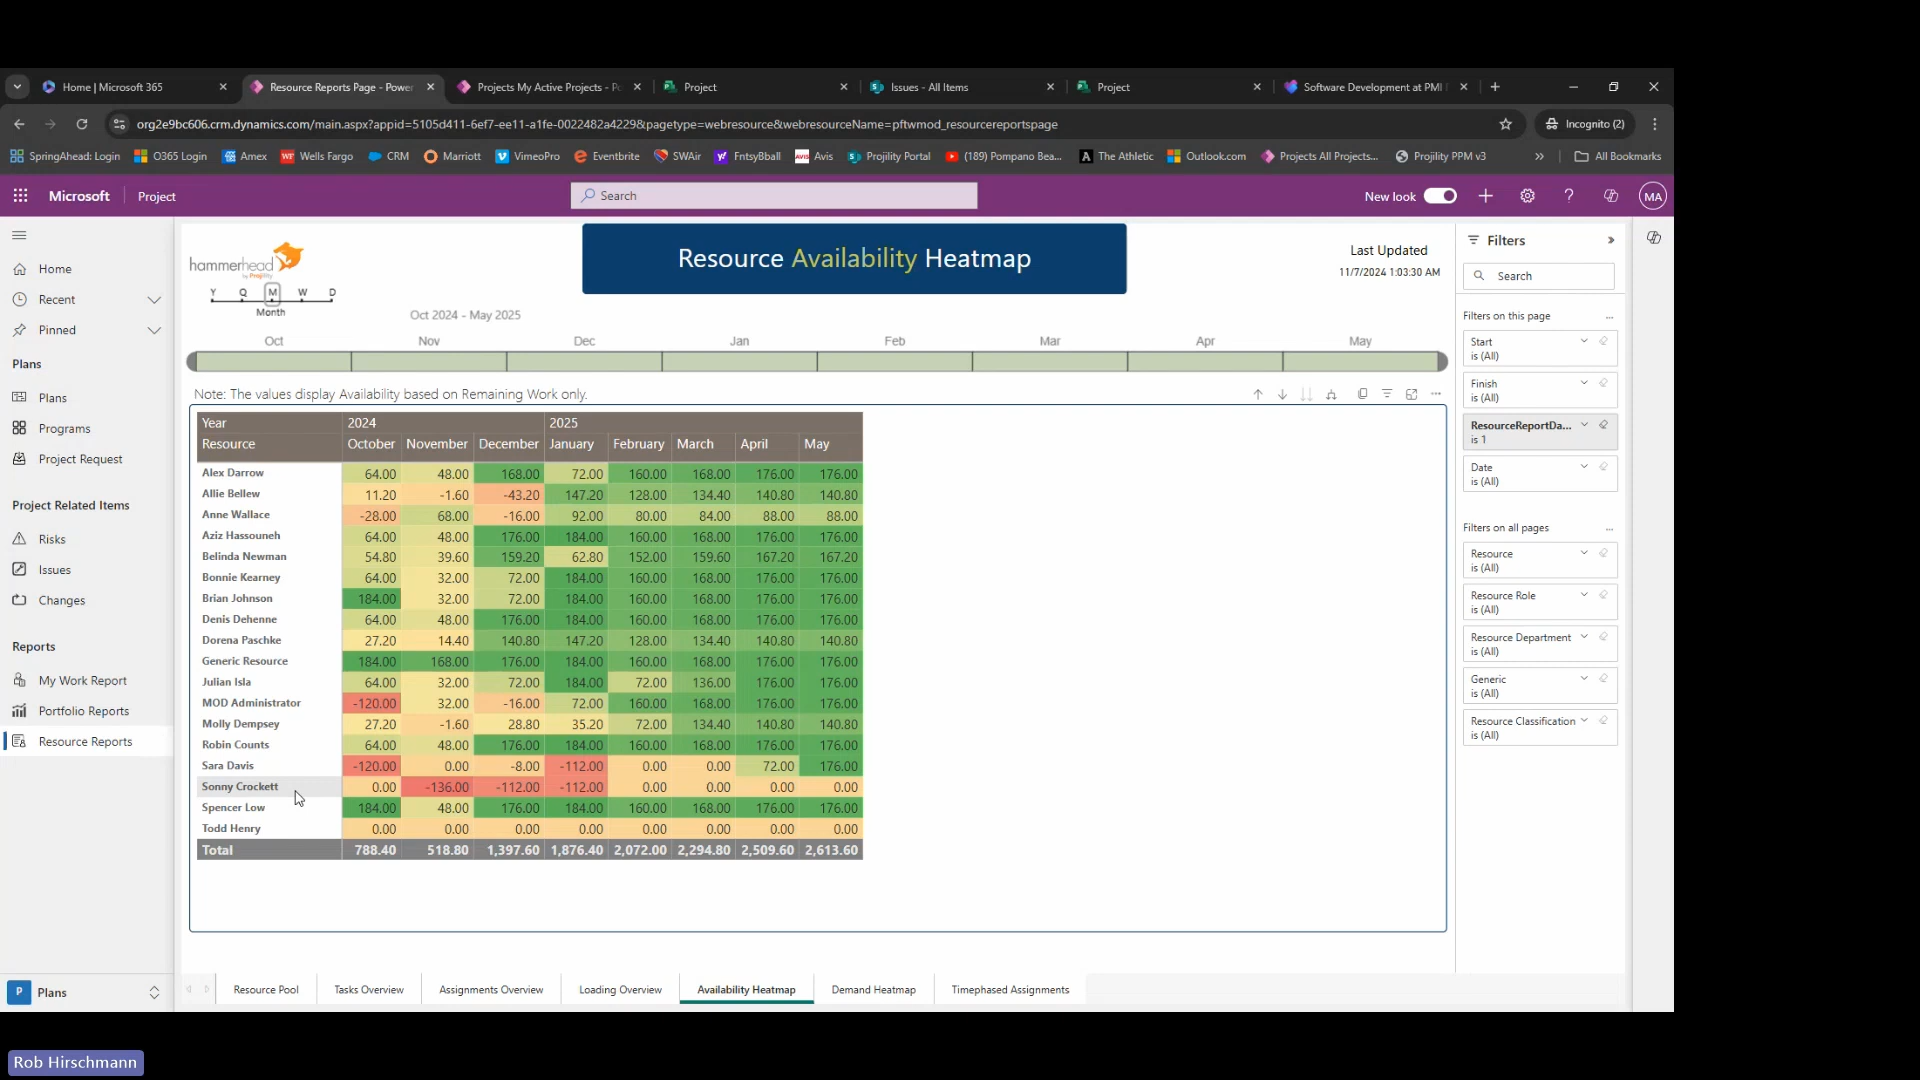 Home | Microsoft 365
Resource Reports Page - Power
Projects My Active Projects - Po
Project
Issues - All Items
Project
Software Development at PMI
org2e9bc606.crm.dynamics.com/main.aspx?appid=5105d411-6ef7-ee11-a1fe-0022482a4229&pagetype=webresource&webresourceName=pftwmod_resourcereportspage
Incognito (2)
SpringAhead: Login
O365 Login
Amex
Wells Fargo
CRM
Marriott
VimeoPro
Eventbrite
SWAir
FntsyBball
Avis
Projility Portal
(189) Pompano Bea...
The Athletic
Outlook.com
Projects All Projects...
Projility PPM v3
All Bookmarks
Microsoft
Project
Search
New look
MA
Home
Recent
Pinned
Plans
Plans
Programs
Project Request
Project Related Items
Risks
Issues
Changes
Reports
My Work Report
Portfolio Reports
Resource Reports
P Plans
hammerhead
by Projility
Y Q M W D
Month
Resource Availability Heatmap
Last Updated
11/7/2024 1:03:30 AM
Oct 2024 - May 2025
Oct Nov Dec Jan Feb Mar Apr May
Note: The values display Availability based on Remaining Work only.
Year 2024 2025
Resource October November December January February March April May
Alex Darrow 64.00 48.00 168.00 72.00 160.00 168.00 176.00 176.00
Allie Bellew 11.20 -1.60 -43.20 147.20 128.00 134.40 140.80 140.80
Anne Wallace -28.00 68.00 -16.00 92.00 80.00 84.00 88.00 88.00
Aziz Hassouneh 64.00 48.00 176.00 184.00 160.00 168.00 176.00 176.00
Belinda Newman 54.80 39.60 159.20 62.80 152.00 159.60 167.20 167.20
Bonnie Kearney 64.00 32.00 72.00 184.00 160.00 168.00 176.00 176.00
Brian Johnson 184.00 32.00 72.00 184.00 160.00 168.00 176.00 176.00
Denis Dehenne 64.00 48.00 176.00 184.00 160.00 168.00 176.00 176.00
Dorena Paschke 27.20 14.40 140.80 147.20 128.00 134.40 140.80 140.80
Generic Resource 184.00 168.00 176.00 184.00 160.00 168.00 176.00 176.00
Julian Isla 64.00 32.00 72.00 184.00 72.00 136.00 176.00 176.00
MOD Administrator -120.00 32.00 -16.00 72.00 160.00 168.00 176.00 176.00
Molly Dempsey 27.20 -1.60 28.80 35.20 72.00 134.40 140.80 140.80
Robin Counts 64.00 48.00 176.00 184.00 160.00 168.00 176.00 176.00
Sara Davis -120.00 0.00 -8.00 -112.00 0.00 0.00 72.00 176.00
Sonny Crockett 0.00 -136.00 -112.00 -112.00 0.00 0.00 0.00 0.00
Spencer Low 184.00 48.00 176.00 184.00 160.00 168.00 176.00 176.00
Todd Henry 0.00 0.00 0.00 0.00 0.00 0.00 0.00 0.00
Total 788.40 518.80 1,397.60 1,876.40 2,072.00 2,294.80 2,509.60 2,613.60
Filters
Search
Filters on this page
Start
is (All)
Finish
is (All)
ResourceReportDa...
is 1
Date
is (All)
Filters on all pages
Resource
is (All)
Resource Role
is (All)
Resource Department
is (All)
Generic
is (All)
Resource Classification
is (All)
Resource Pool
Tasks Overview
Assignments Overview
Loading Overview
Availability Heatmap
Demand Heatmap
Timephased Assignments
Rob Hirschmann